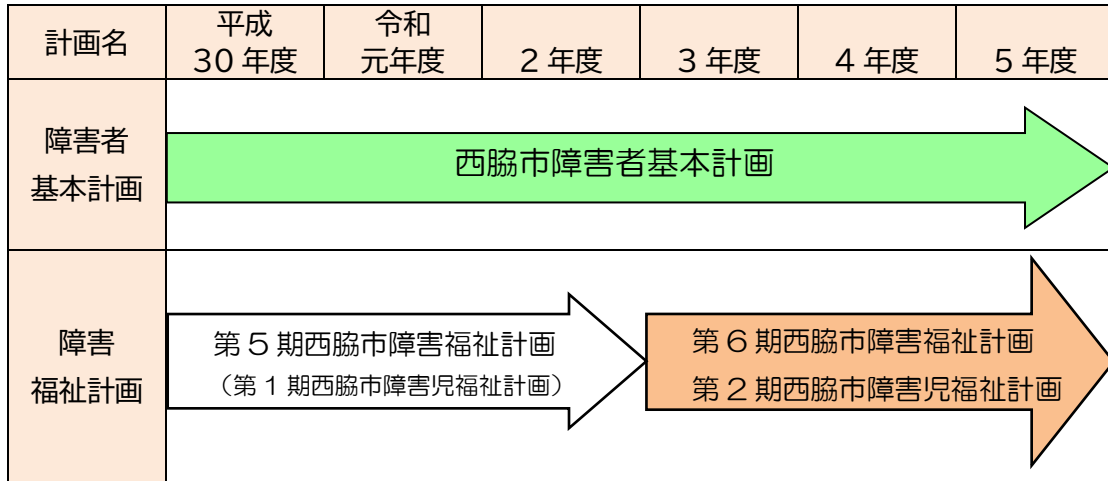 計画名
平成
30年度
令和
元年度
2年度
3年度
4年度
5年度
障害者
基本計画
西脇市障害者基本計画
障害
福祉計画
第5期西脇市障害福祉計画
（第1期西脇市障害児福祉計画）
第6期西脇市障害福祉計画
第2期西脇市障害児福祉計画